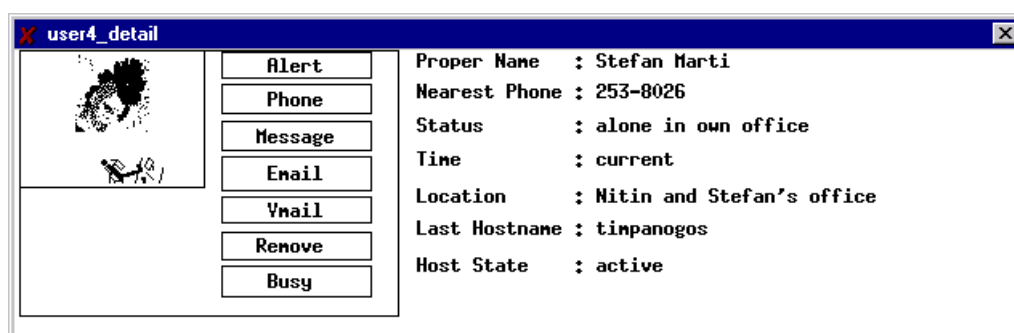 user4_detail
Alert
Phone
Message
Email
Vmail
Remove
Busy
Proper Name : Stefan Marti
Nearest Phone : 253-8026
Status : alone in own office
Time : current
Location : Nitin and Stefan's office
Last Hostname : timpanogos
Host State : active